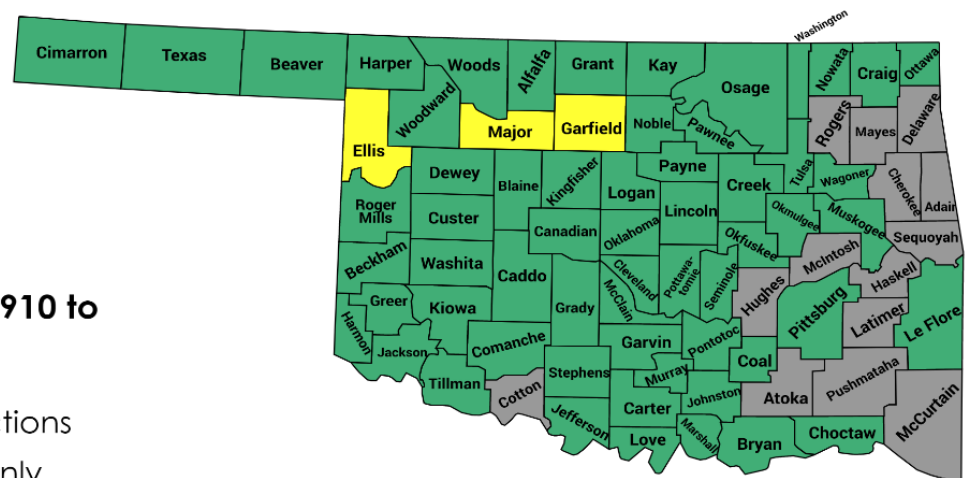 Washington
Cimarron
Texas
Beaver
Harper
Woods
Alfalfa
Grant
Kay
Osage
Nowata
Craig
Ottawa
Woodward
Ellis
Major
Garfield
Noble
Pawnee
Rogers
Mayes
Delaware
Dewey
Blaine
Kingfisher
Logan
Payne
Creek
Tulsa
Wagoner
Cherokee
Adair
Roger
Mills
Custer
Canadian
Oklahoma
Lincoln
Okmulgee
Muskogee
Okfuskee
Sequoyah
Beckham
Washita
Caddo
Cleveland
Pottawa-
tomie
Seminole
McIntosh
Haskell
910 to
Greer
Kiowa
Grady
McClain
Hughes
Pittsburg
Latimer
Le Flore
Harmon
Jackson
Comanche
Garvin
Pontotoc
Coal
Tillman
Cotton
Stephens
Murray
Johnston
Atoka
Pushmataha
McCurtain
ctions
Jefferson
Carter
Love
Marshall
Bryan
Choctaw
nly